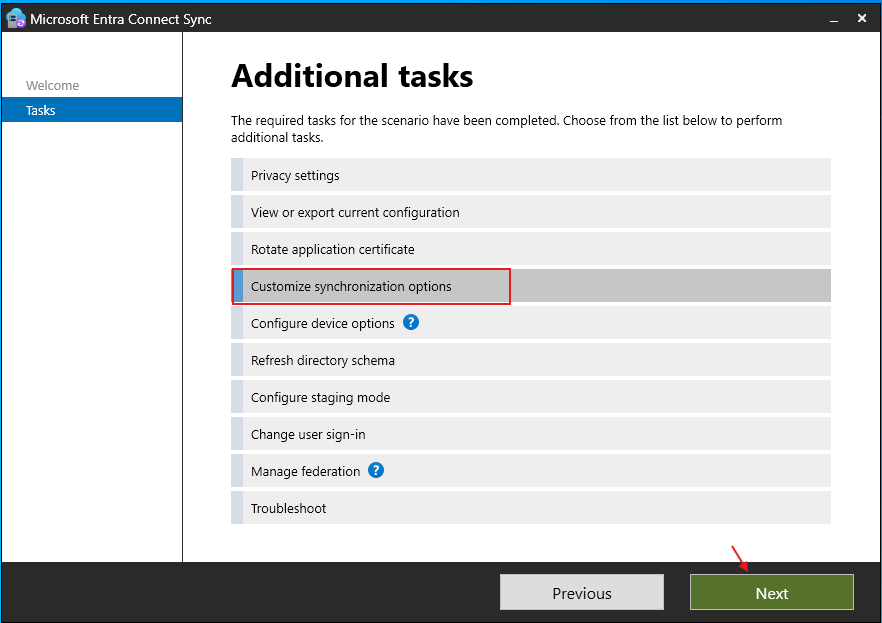 Microsoft Entra Connect Sync
Welcome
Tasks
Additional tasks
The required tasks for the scenario have been completed. Choose from the list below to perform
additional tasks.
Privacy settings
View or export current configuration
Rotate application certificate
Customize synchronization options
Configure device options ?
Refresh directory schema
Configure staging mode
Change user sign-in
Manage federation ?
Troubleshoot
Previous
Next